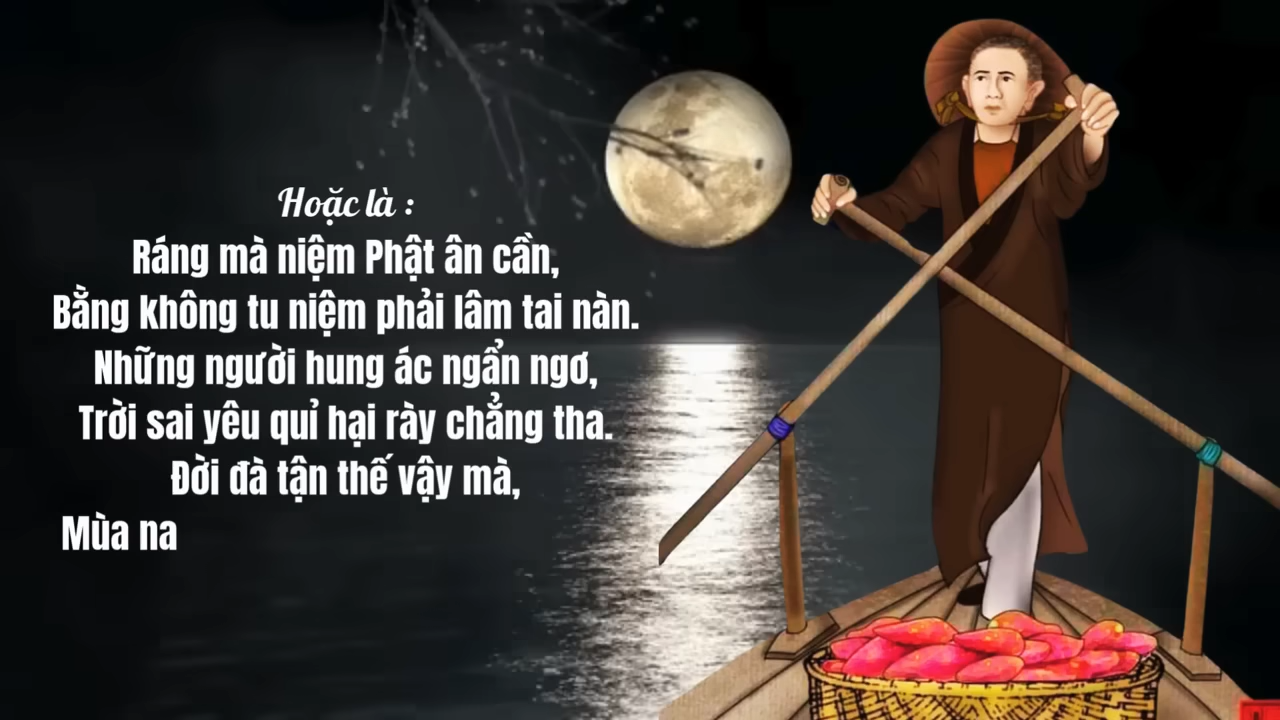 Hoặc là :
Ráng mà niệm Phật ân cần,
Bằng không tu niệm phải lâm tai nàn.
Những người hung ác ngẩn ngơ,
Trời sai yêu quỉ hại rày chẳng tha.
Đời đà tận thế vậy mà,
Mùa na